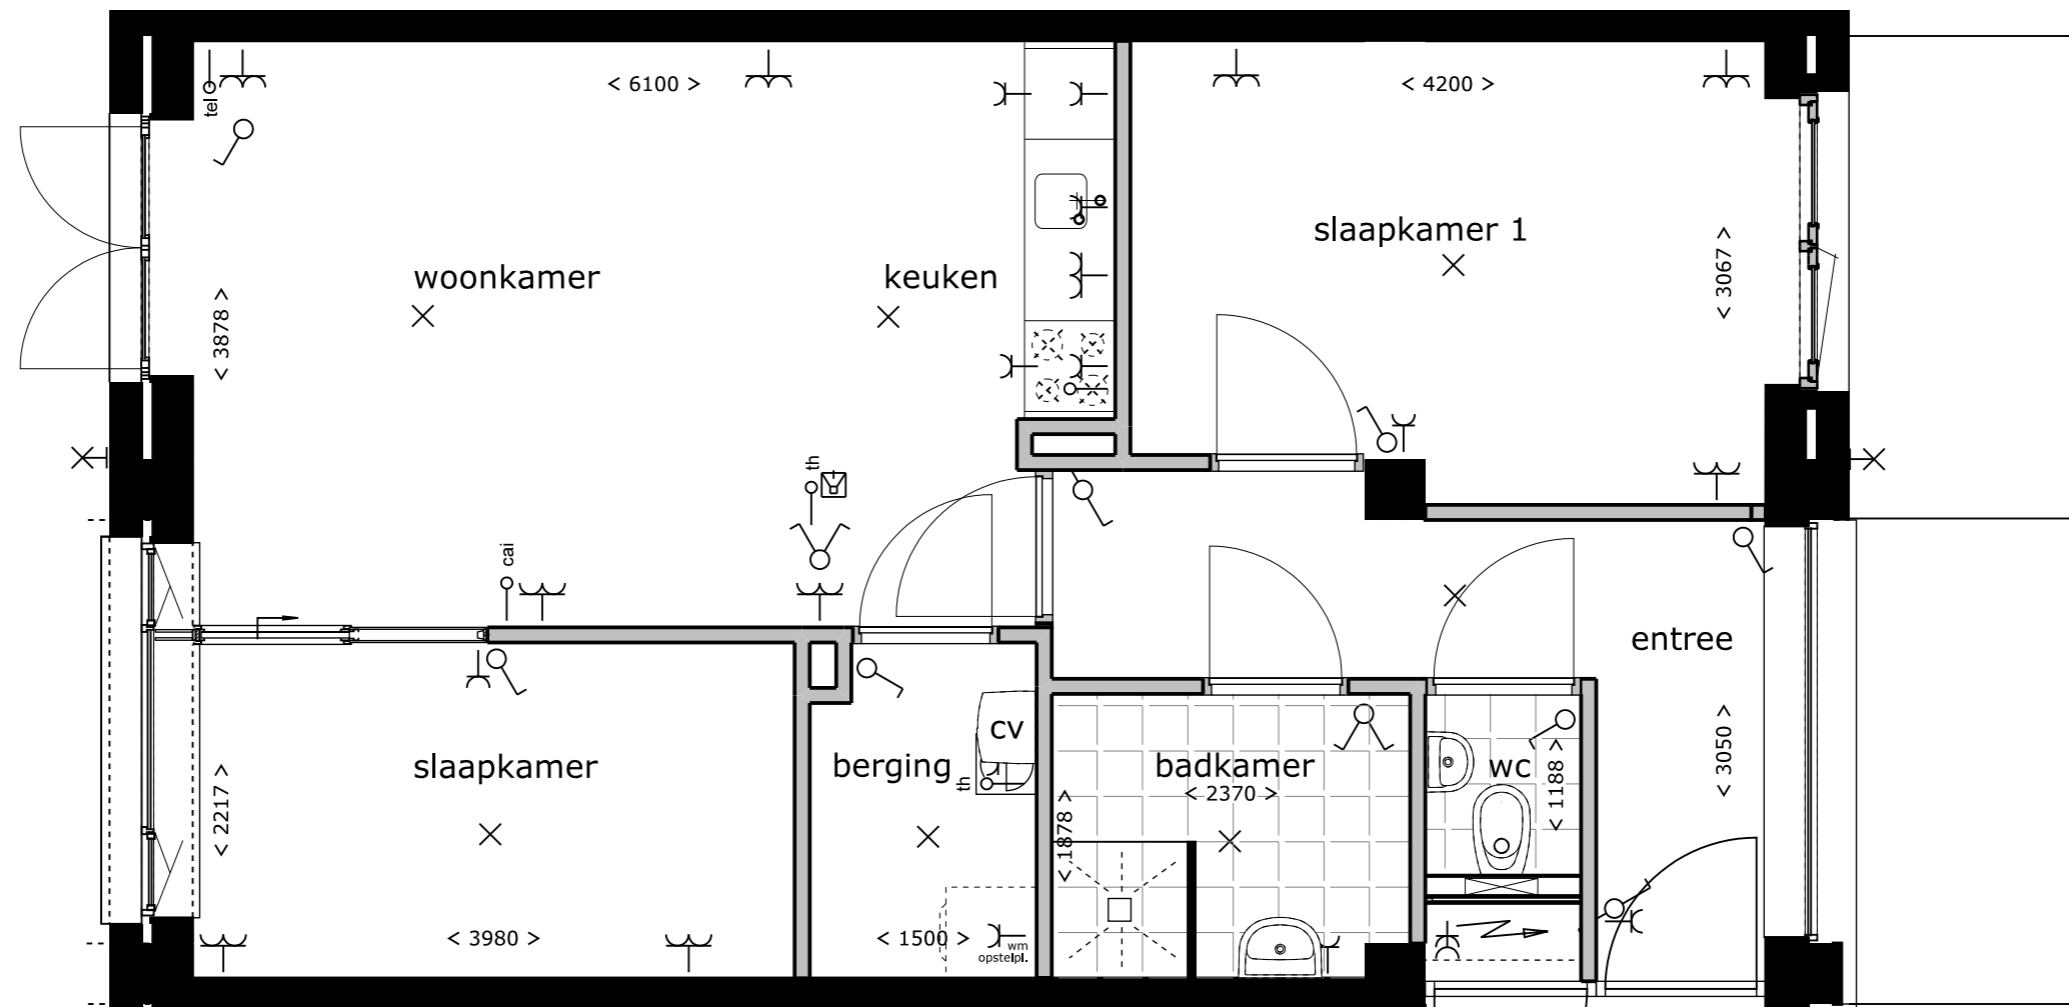 < 6100 >
< 4200 >
tel
slaapkamer 1
woonkamer
keuken
< 3878 >
< 3067 >
th
cai
entree
cv
slaapkamer
berging
th
badkamer
< 2370 >
wc
< 1188 >
< 3050 >
< 2217 >
< 1878 >
< 3980 >
< 1500 >
wm
opstelpl.